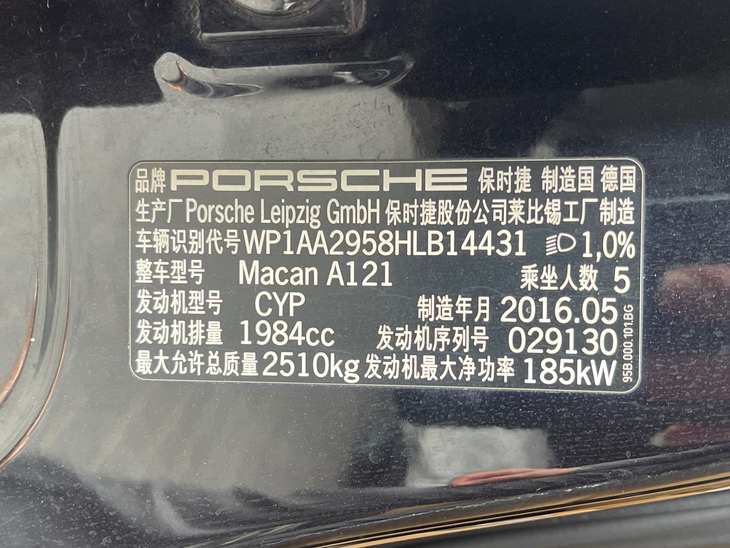 品牌 PORSCHE 保时捷 制造国 德国
生产厂 Porsche Leipzig GmbH 保时捷股份公司莱比锡工厂制造
车辆识别代号 WP1AA2958HLB14431 1,0%
整车型号 Macan A121 乘坐人数 5
发动机型号 CYP 制造年月 2016.05
发动机排量 1984cc 发动机序列号 029130
最大允许总质量 2510kg 发动机最大净功率 185kW
95B.000.101.BG